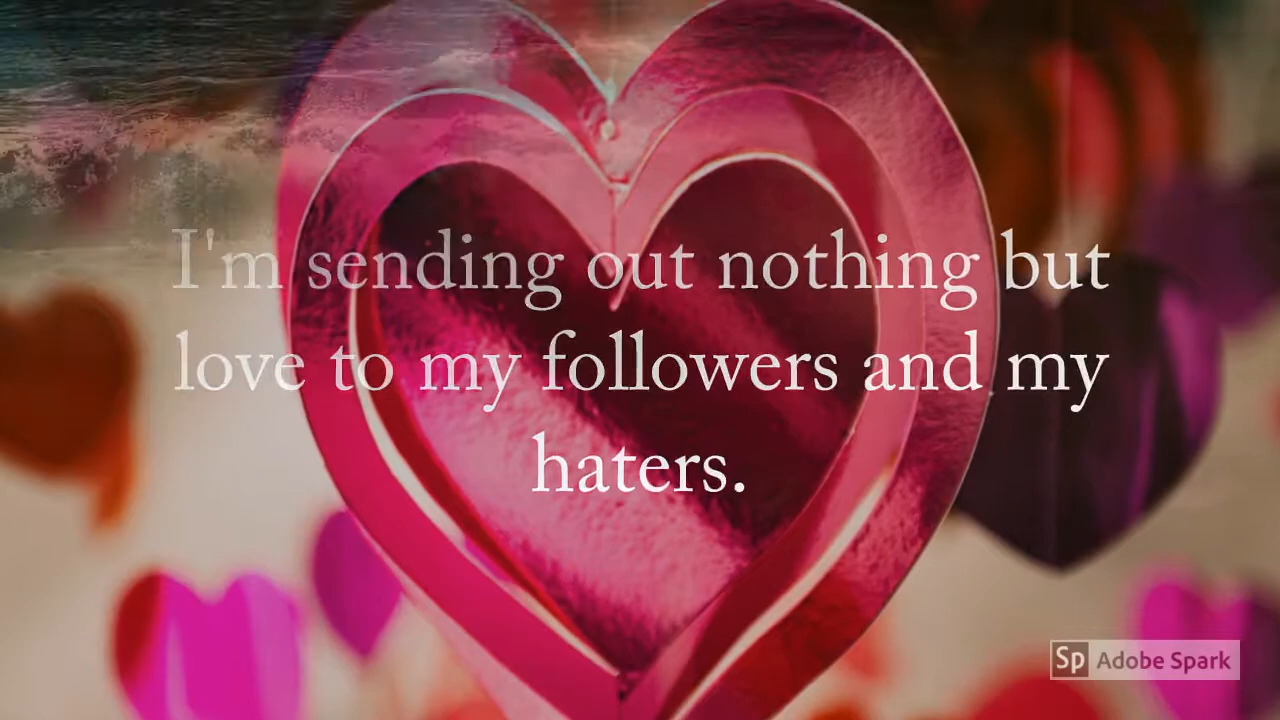 I'm sending out nothing but
love to my followers and my
haters.
Sp Adobe Spark